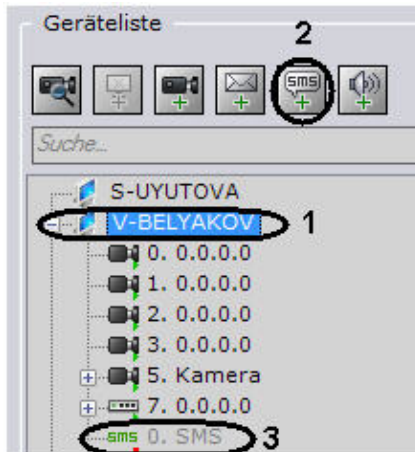 Geräteliste
2
sms
Suche...
S-UYUTOVA
V-BELYAKOV 1
0. 0.0.0.0
1. 0.0.0.0
2. 0.0.0.0
3. 0.0.0.0
5. Kamera
7. 0.0.0.0
sms 0. SMS 3